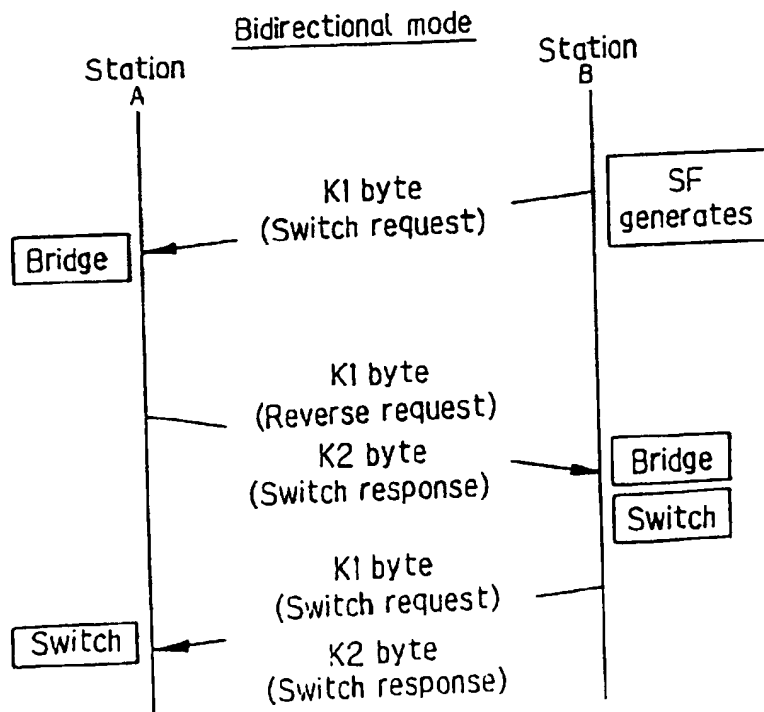 Bidirectional mode
Station
A
Station
B
SF
generates
K1 byte
(Switch request)
Bridge
K1 byte
(Reverse request)
K2 byte
(Switch response)
Bridge
Switch
K1 byte
(Switch request)
Switch
K2 byte
(Switch response)